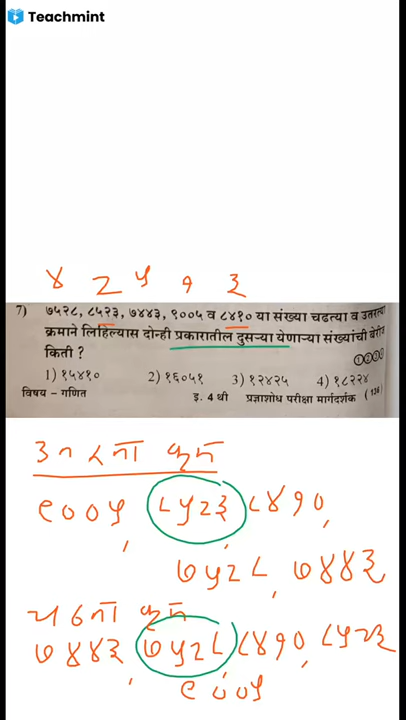 Teachmint
४ २ ५ १ ३
7) ७५२८, ८५२३, ७४४३, ९००५ व ८४१० या संख्या चढत्या व उतरत्या
क्रमाने लिहिल्यास दोन्ही प्रकारातील दुसऱ्या येणाऱ्या संख्यांची बेरीज
किती ?
1) १५४१० 2) १६०५१ 3) १२४२५ 4) १८२२४
विषय – गणित इ. 4 थी प्रज्ञाशोध परीक्षा मार्गदर्शक
उतरता क्रम
९००५, ८५२३, ८४१०,
७५२८, ७४४३
चढता क्रम
७४४३, ७५२८, ८४१०, ८५२३
९००५